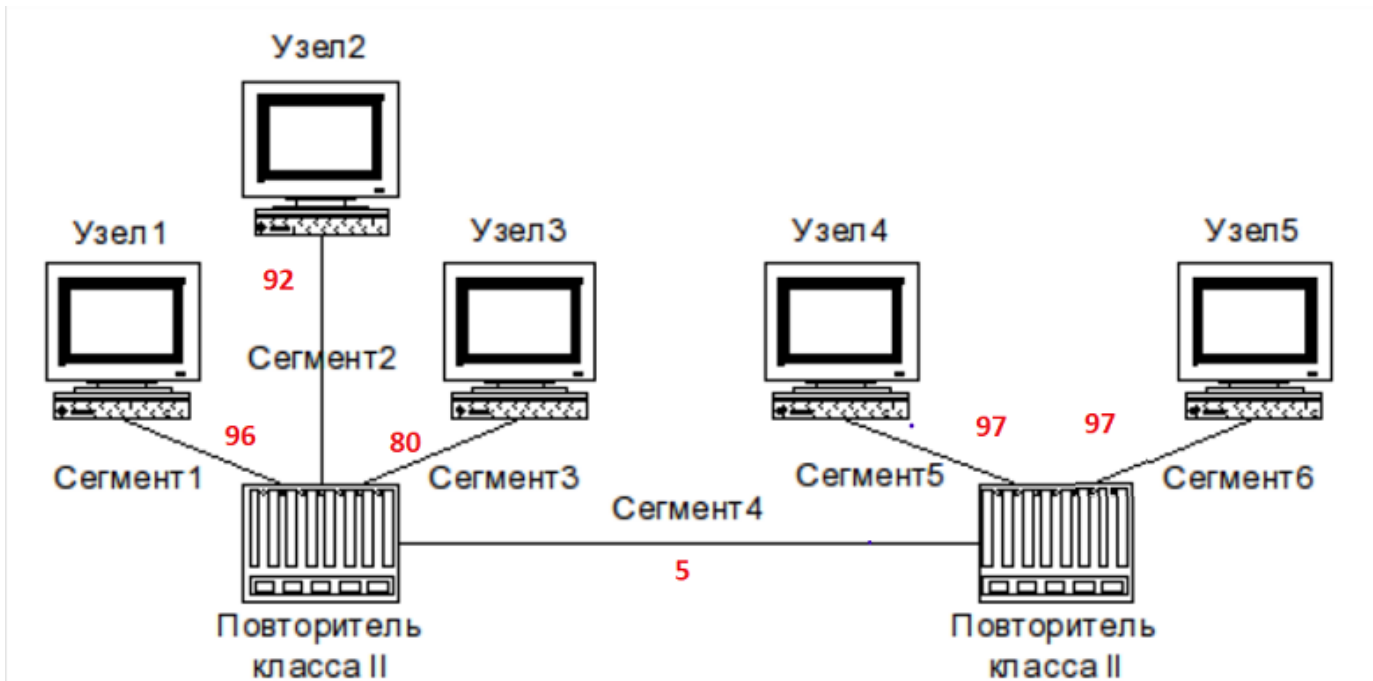 Узел2
Узел1
Узел3
Узел4
Узел5
92
Сегмент2
96
80
97
97
Сегмент1
Сегмент3
Сегмент5
Сегмент6
Сегмент4
5
Повторитель
класса II
Повторитель
класса II